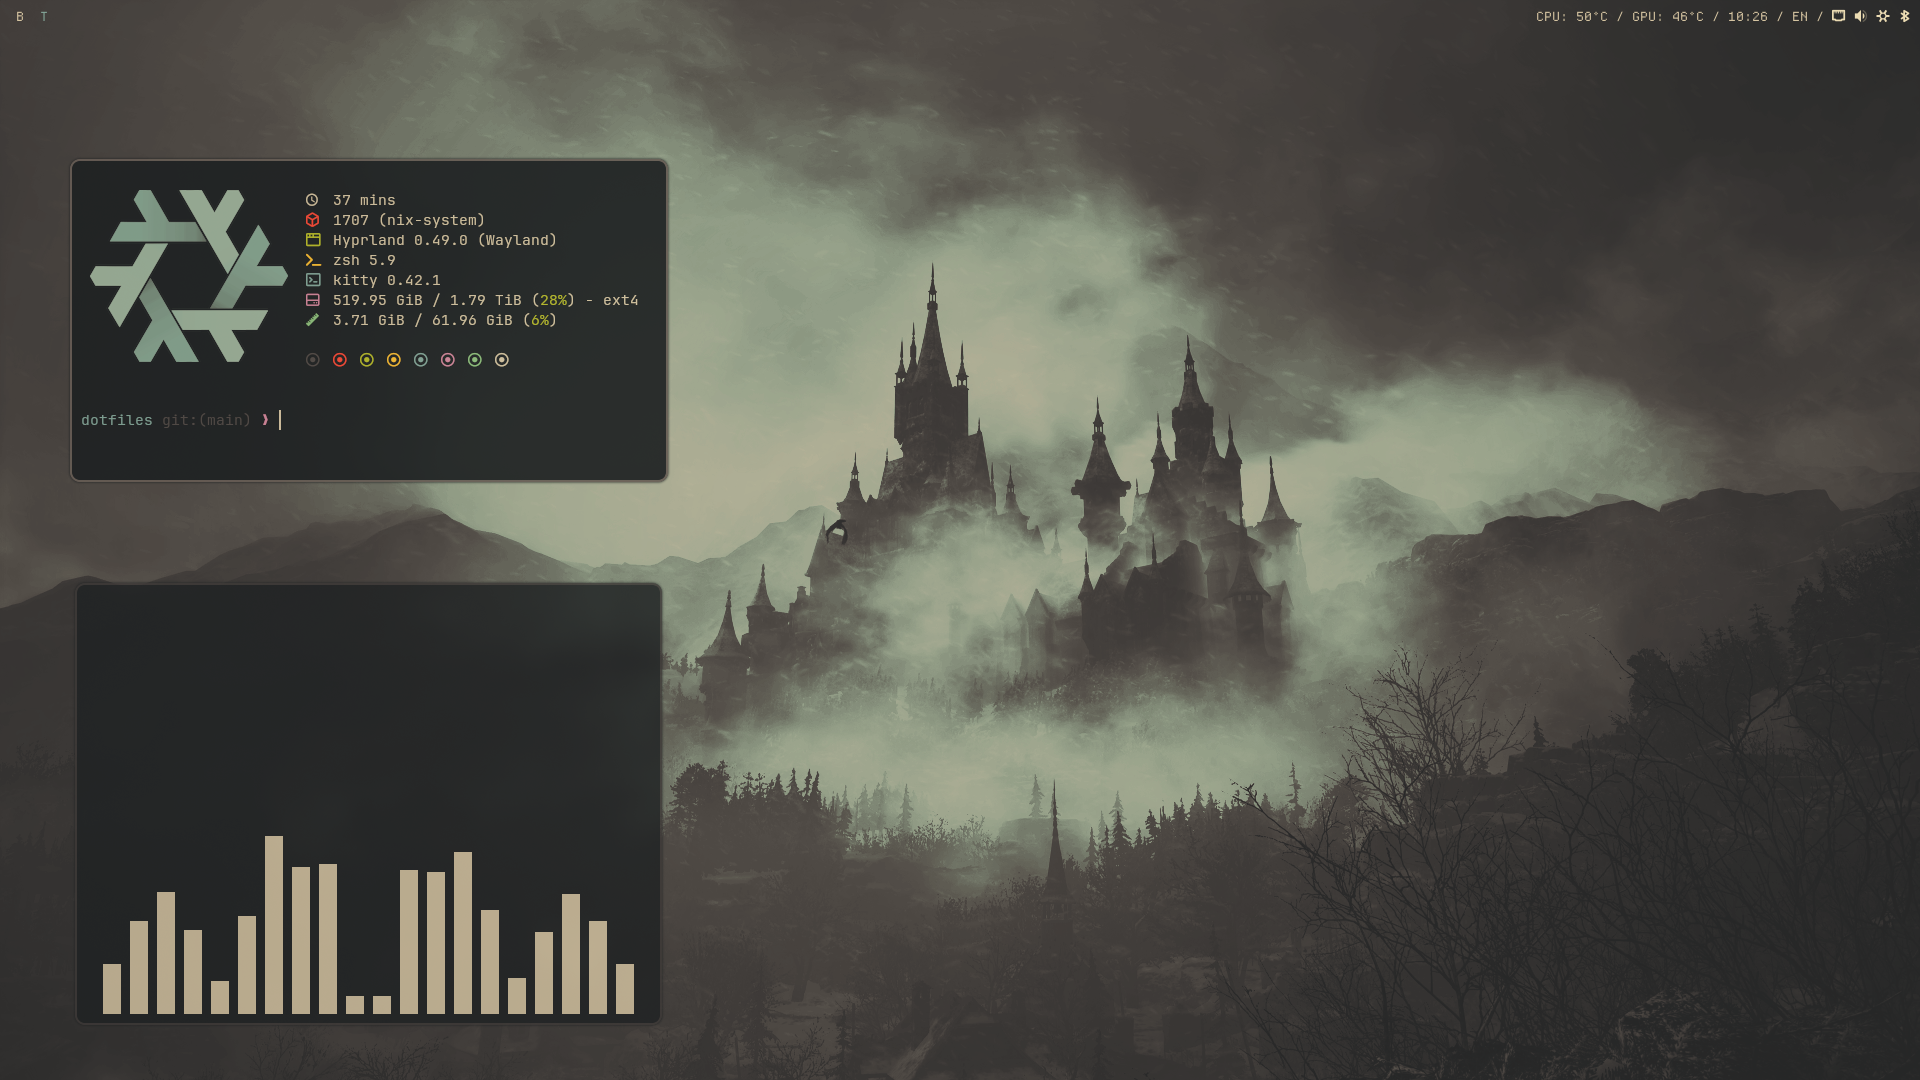 B T
CPU: 50°C / GPU: 46°C / 10:26 / EN /
37 mins
1707 (nix-system)
Hyprland 0.49.0 (Wayland)
zsh 5.9
kitty 0.42.1
519.95 GiB / 1.79 TiB (28%) - ext4
3.71 GiB / 61.96 GiB (6%)
dotfiles git:(main) ❱